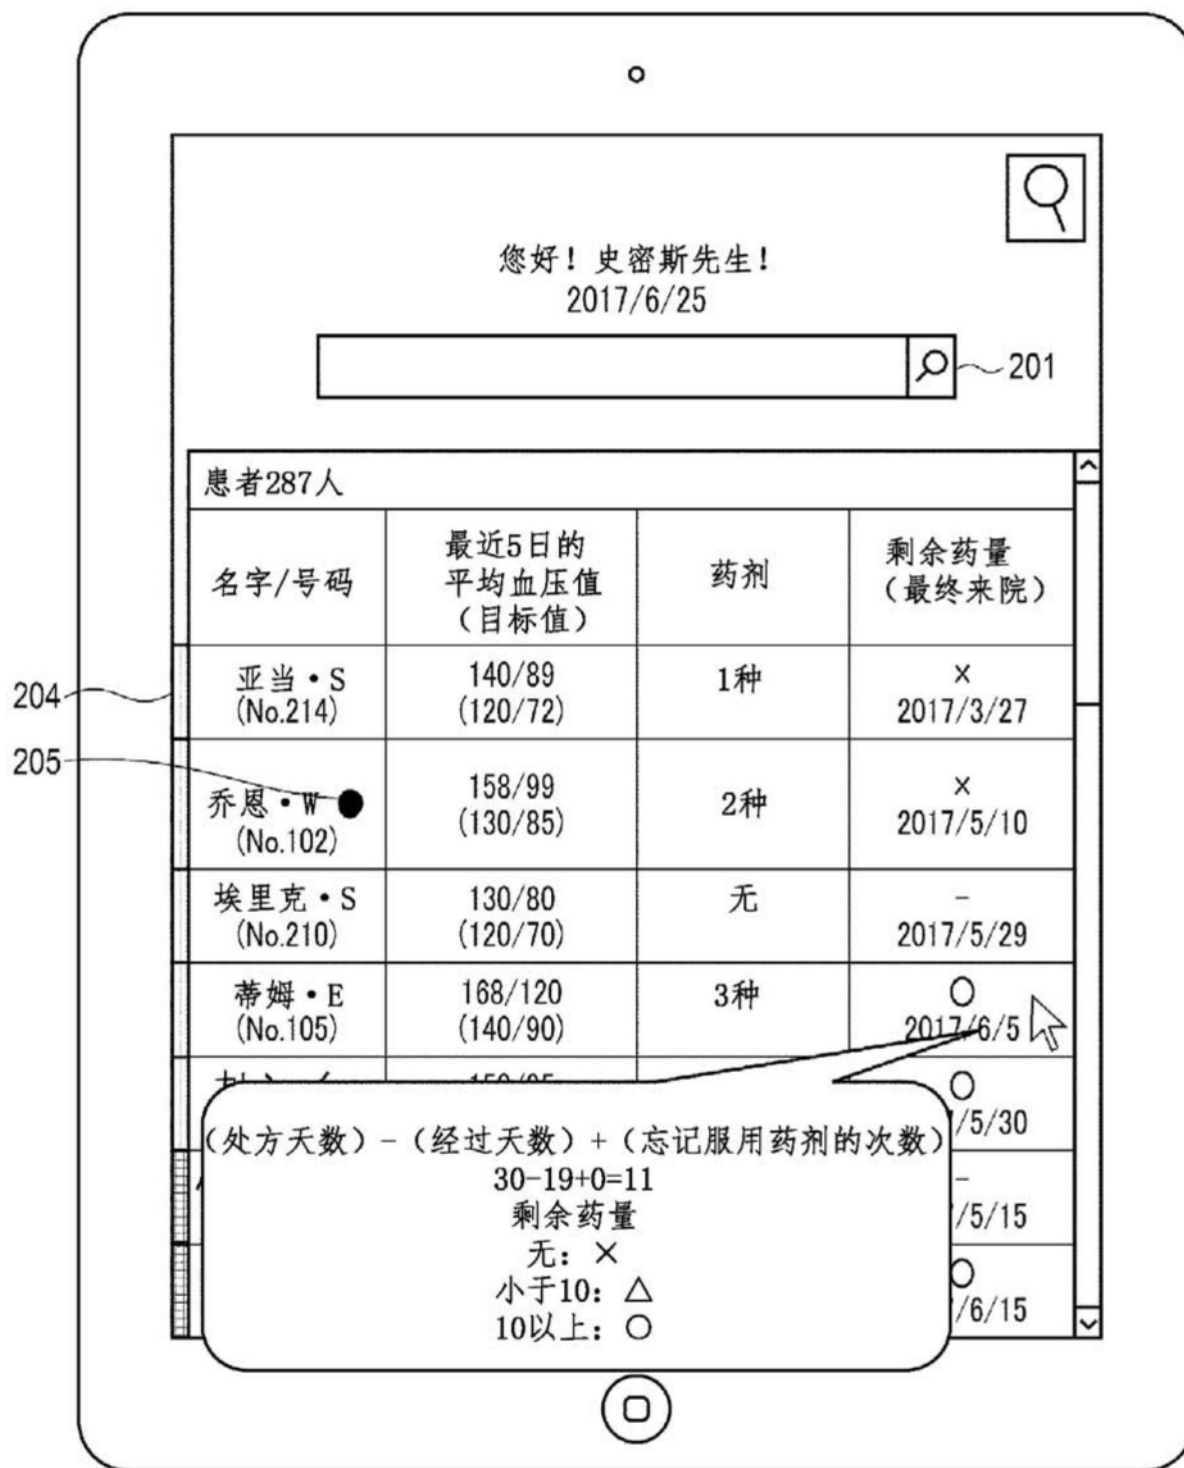 您好！史密斯先生！
2017/6/25
201
患者287人
名字/号码
最近5日的
平均血压值
（目标值）
药剂
剩余药量
（最终来院）
204
亚当·S
(No.214)
140/89
(120/72)
1种
×
2017/3/27
205
乔恩·W
(No.102)
158/99
(130/85)
2种
×
2017/5/10
埃里克·S
(No.210)
130/80
(120/70)
无
-
2017/5/29
蒂姆·E
(No.105)
168/120
(140/90)
3种
○
2017/6/5
○
/5/30
-
/5/15
○
/6/15
（处方天数）-（经过天数）+（忘记服用药剂的次数）
30-19+0=11
剩余药量
无：×
小于10：△
10以上：○